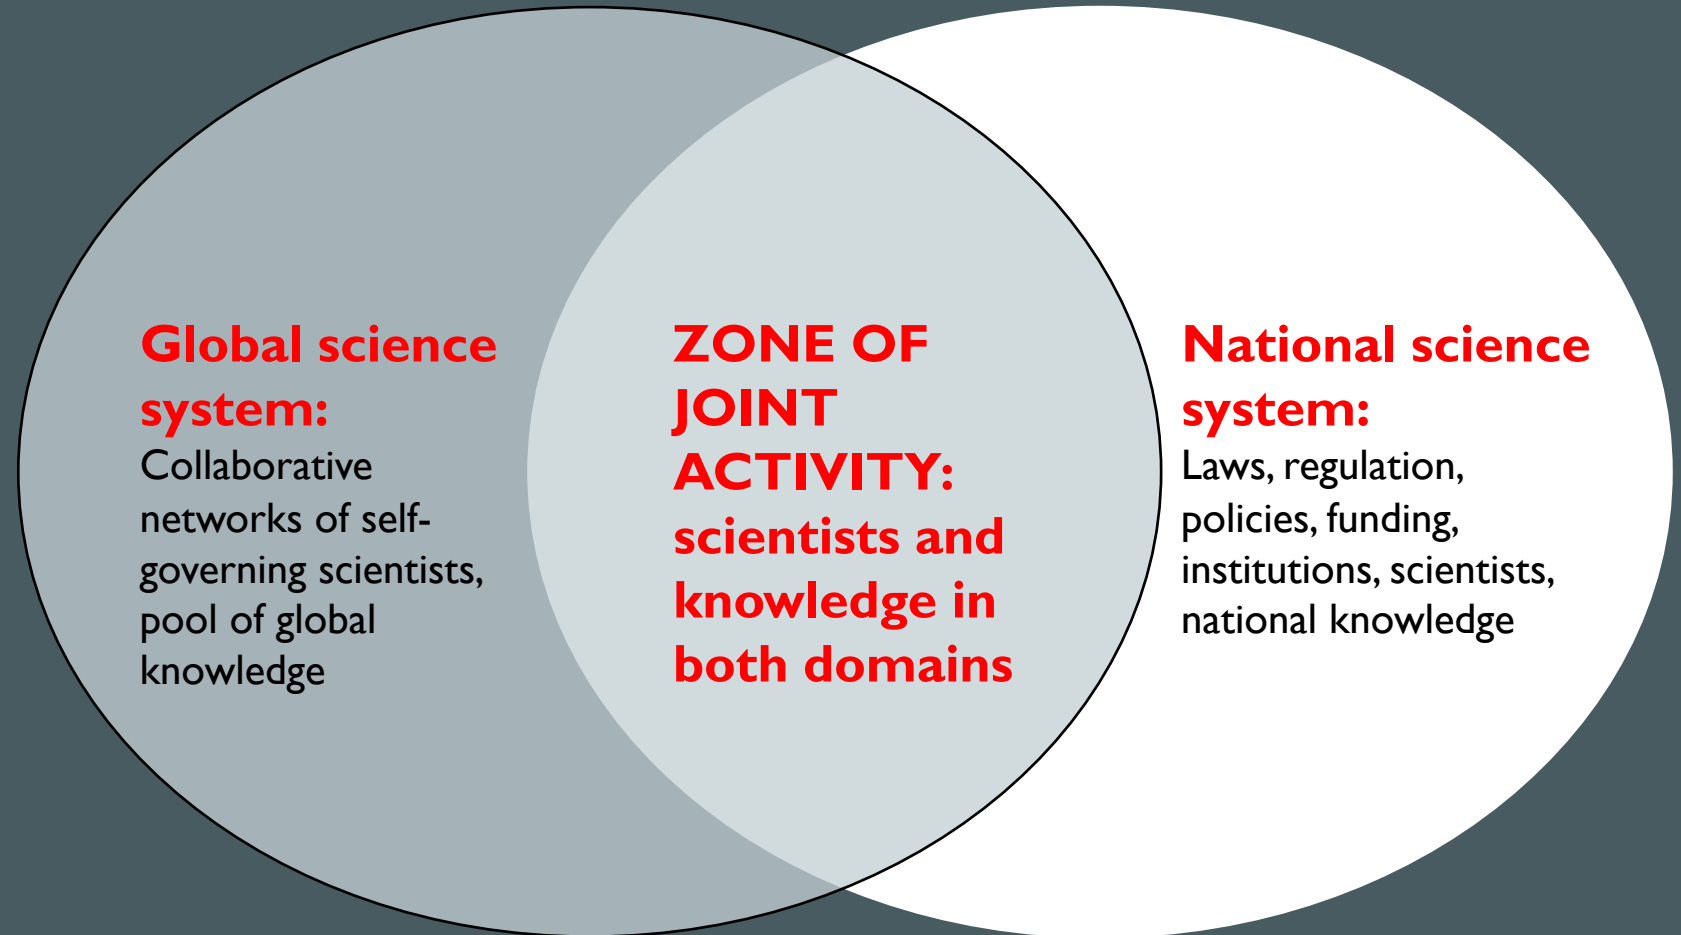 Global science
system:
Collaborative
networks of self-
governing scientists,
pool of global
knowledge
ZONE OF
JOINT
ACTIVITY:
scientists and
knowledge in
both domains
National science
system:
Laws, regulation,
policies, funding,
institutions, scientists,
national knowledge